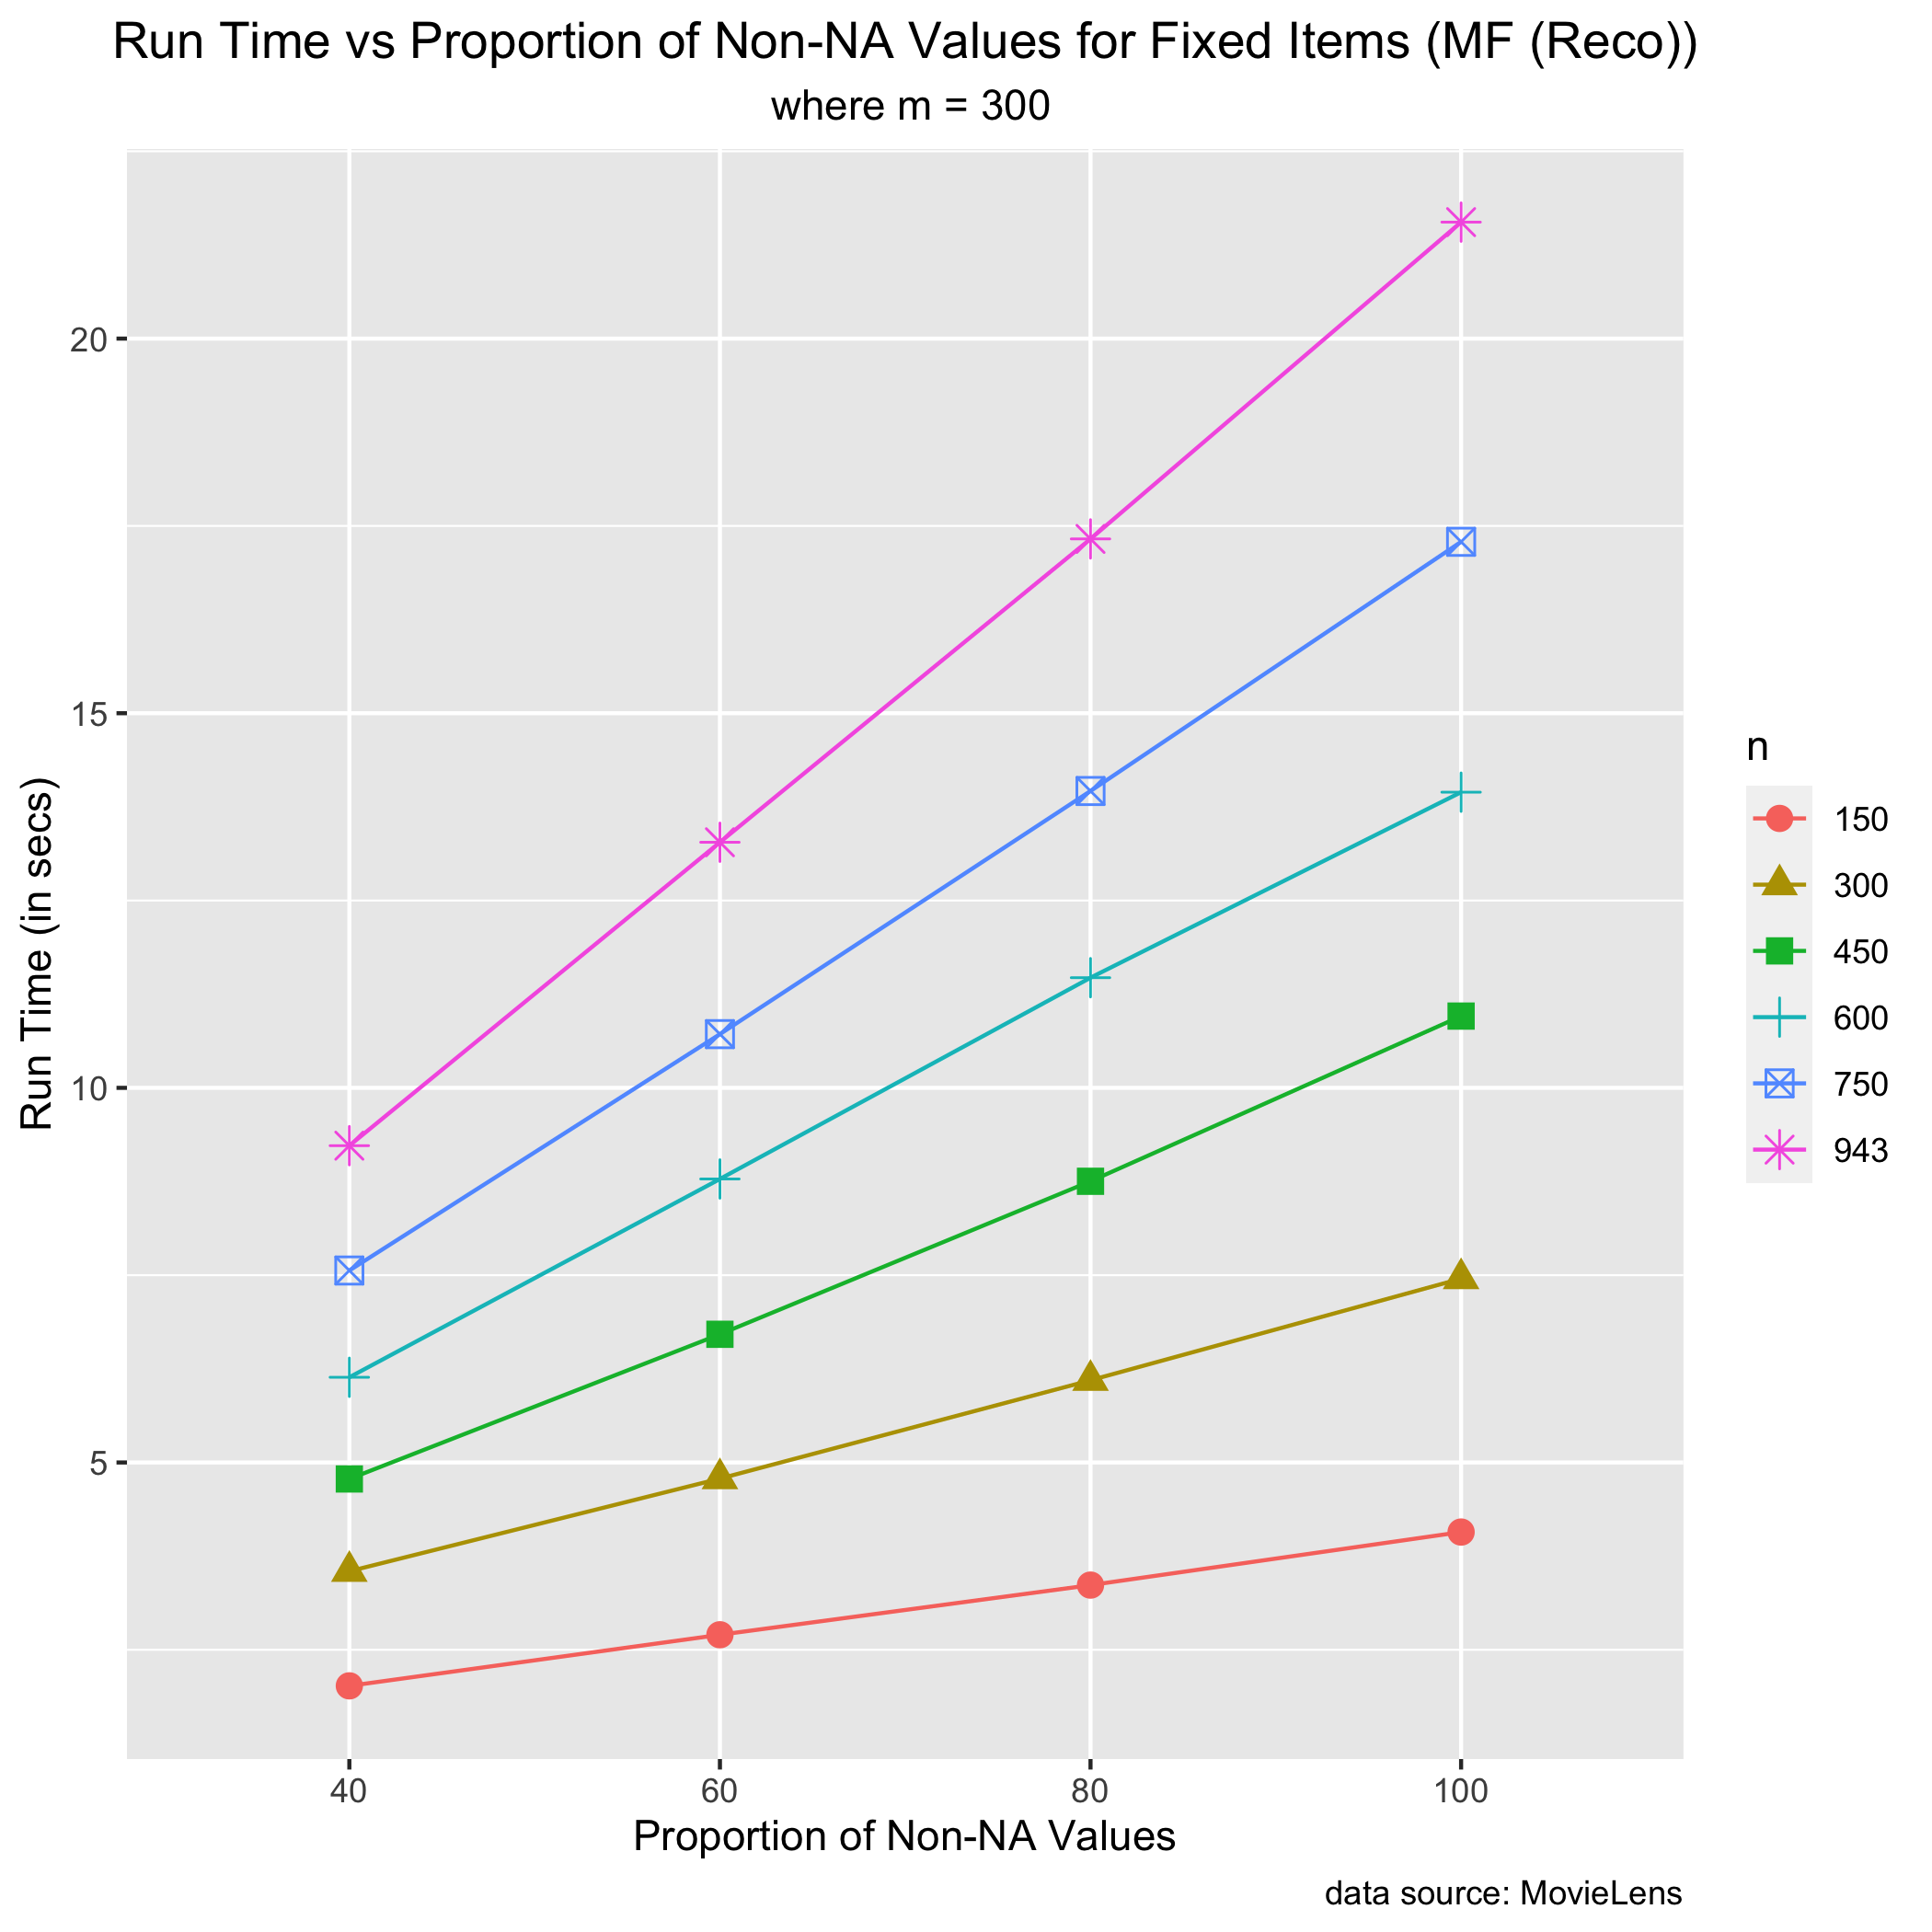 Run Time vs Proportion of Non-NA Values for Fixed Items (MF (Reco))
where m = 300
Run Time (in secs)
20
15
10
5
40 60 80 100
Proportion of Non-NA Values
n
150
300
450
600
750
943
data source: MovieLens